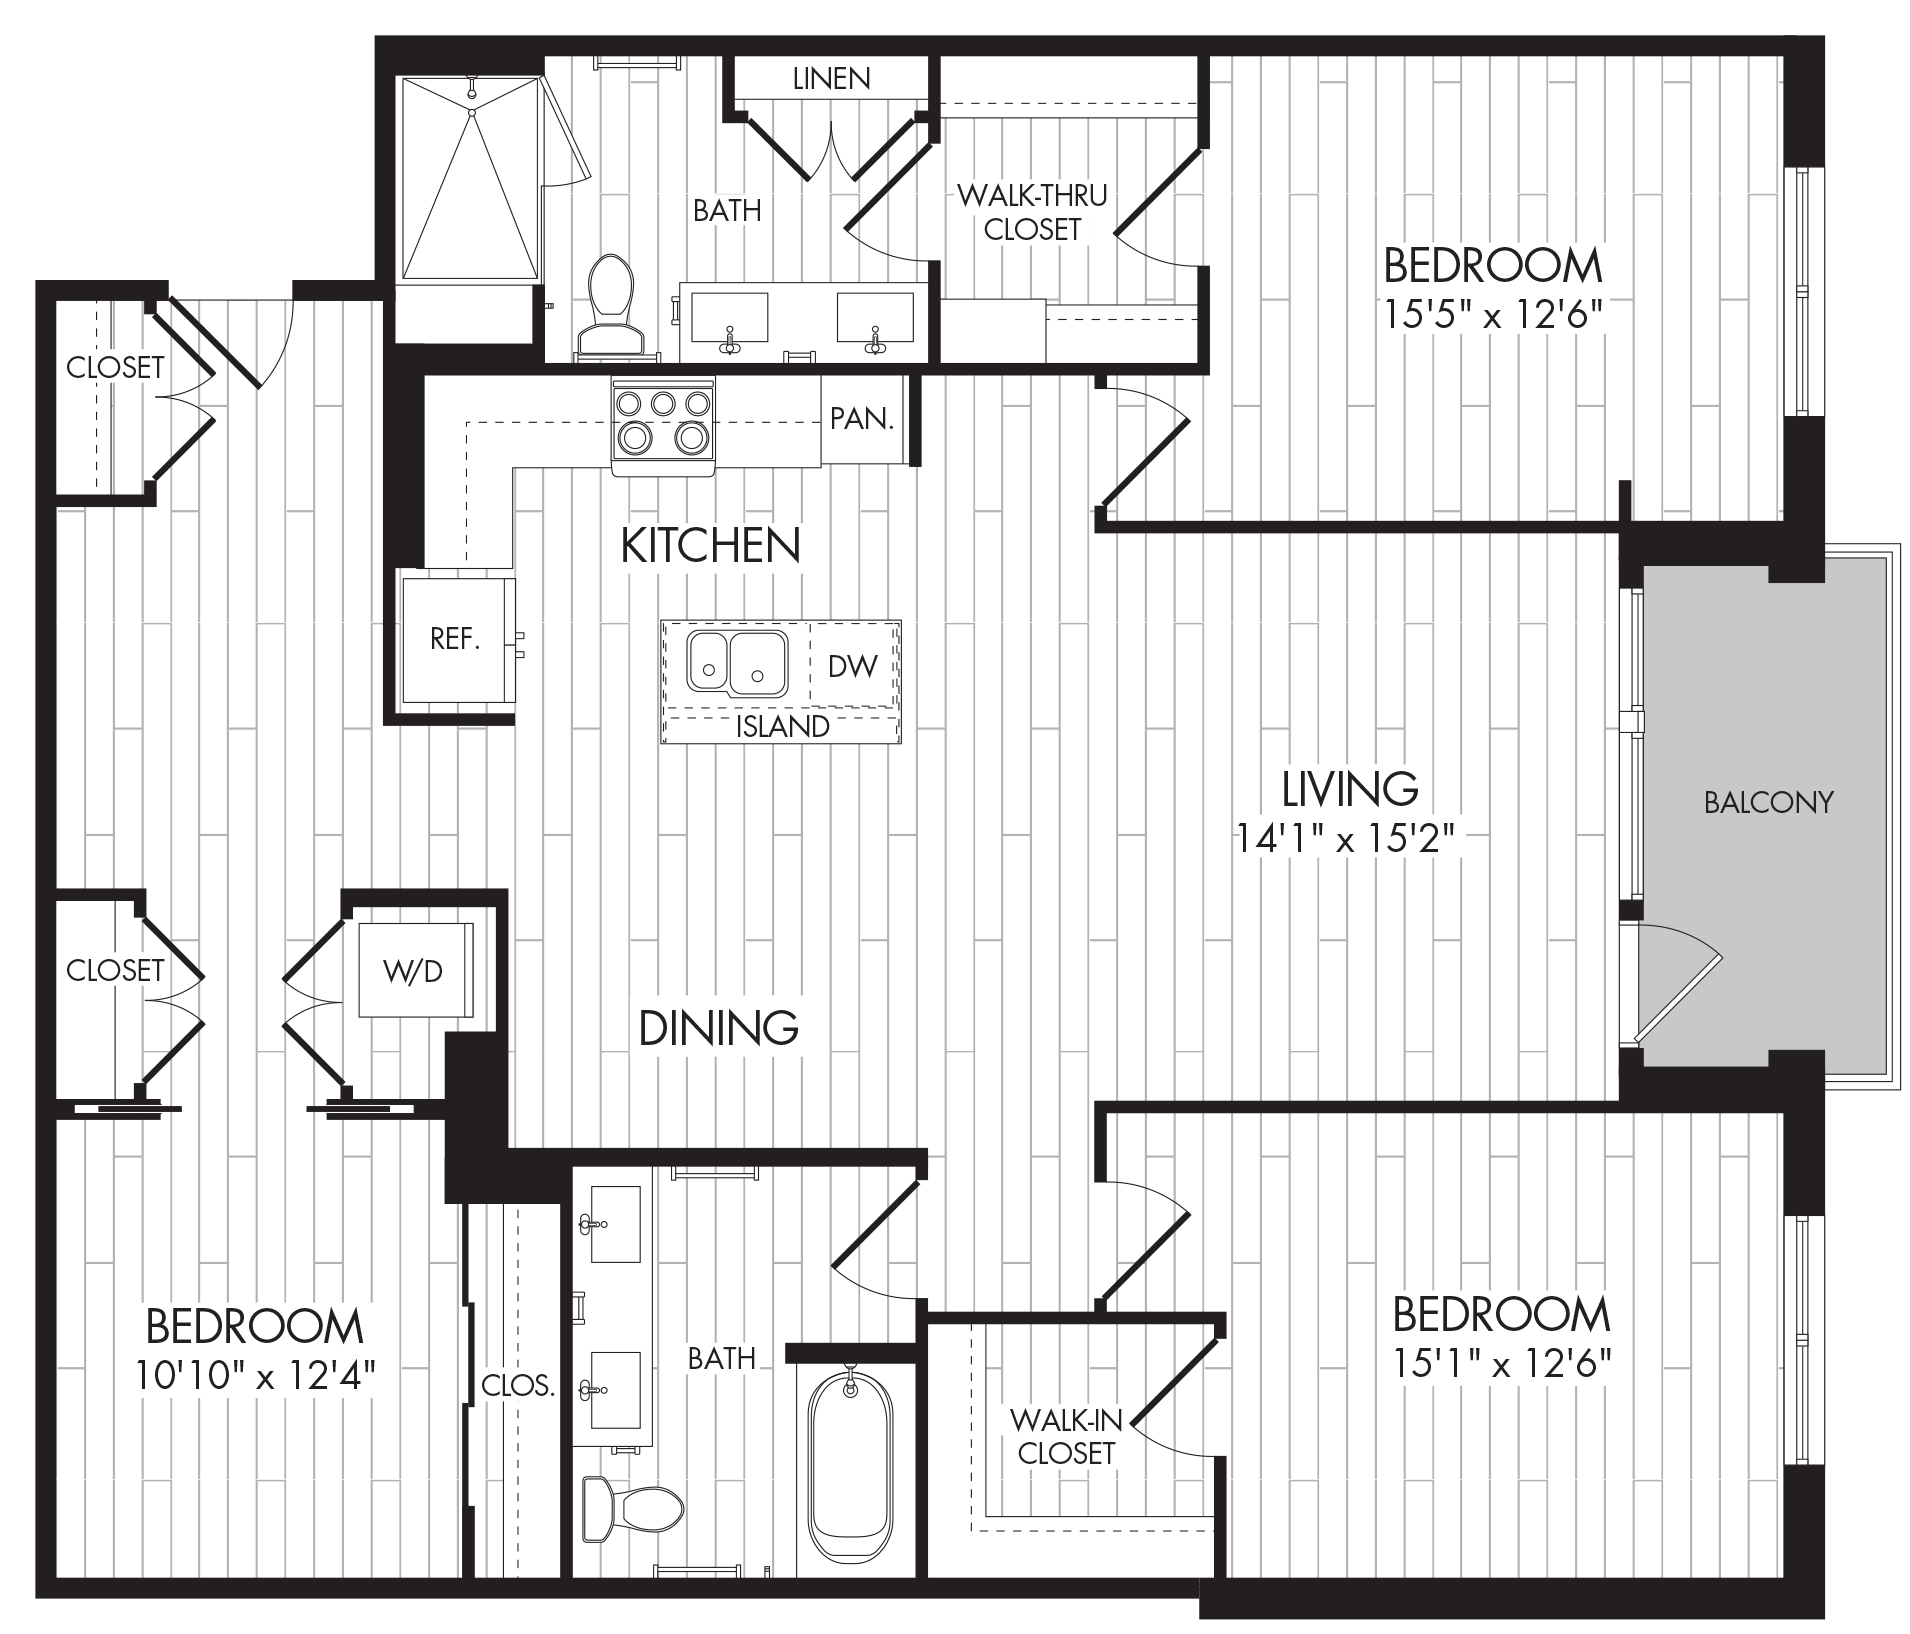 LINEN
BATH
WALK-THRU
CLOSET
BEDROOM
15'5" x 12'6"
CLOSET
PAN.
KITCHEN
REF.
DW
ISLAND
LIVING
14'1" x 15'2"
BALCONY
CLOSET
W/D
DINING
BEDROOM
10'10" x 12'4"
CLOS.
BATH
WALK-IN
CLOSET
BEDROOM
15'1" x 12'6"